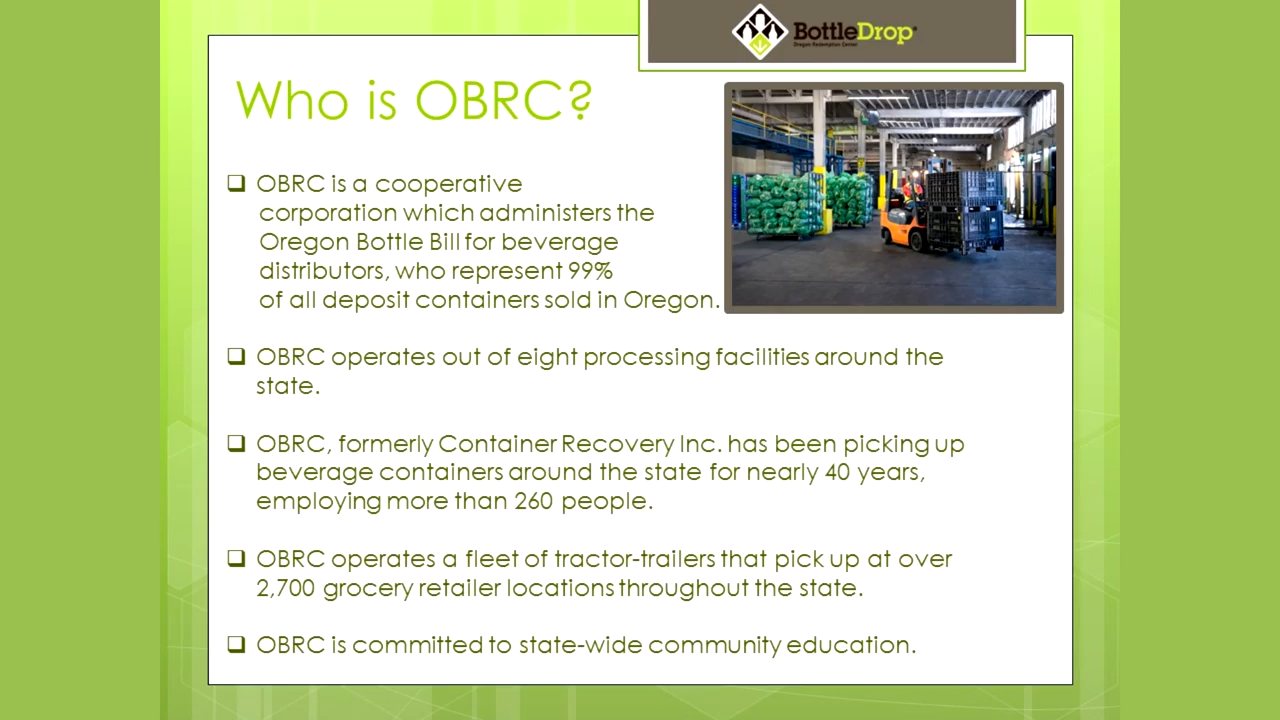 BottleDrop
Oregon Redemption Center
Who is OBRC?
❑ OBRC is a cooperative
corporation which administers the
Oregon Bottle Bill for beverage
distributors, who represent 99%
of all deposit containers sold in Oregon.
❑ OBRC operates out of eight processing facilities around the
state.
❑ OBRC, formerly Container Recovery Inc. has been picking up
beverage containers around the state for nearly 40 years,
employing more than 260 people.
❑ OBRC operates a fleet of tractor-trailers that pick up at over
2,700 grocery retailer locations throughout the state.
❑ OBRC is committed to state-wide community education.